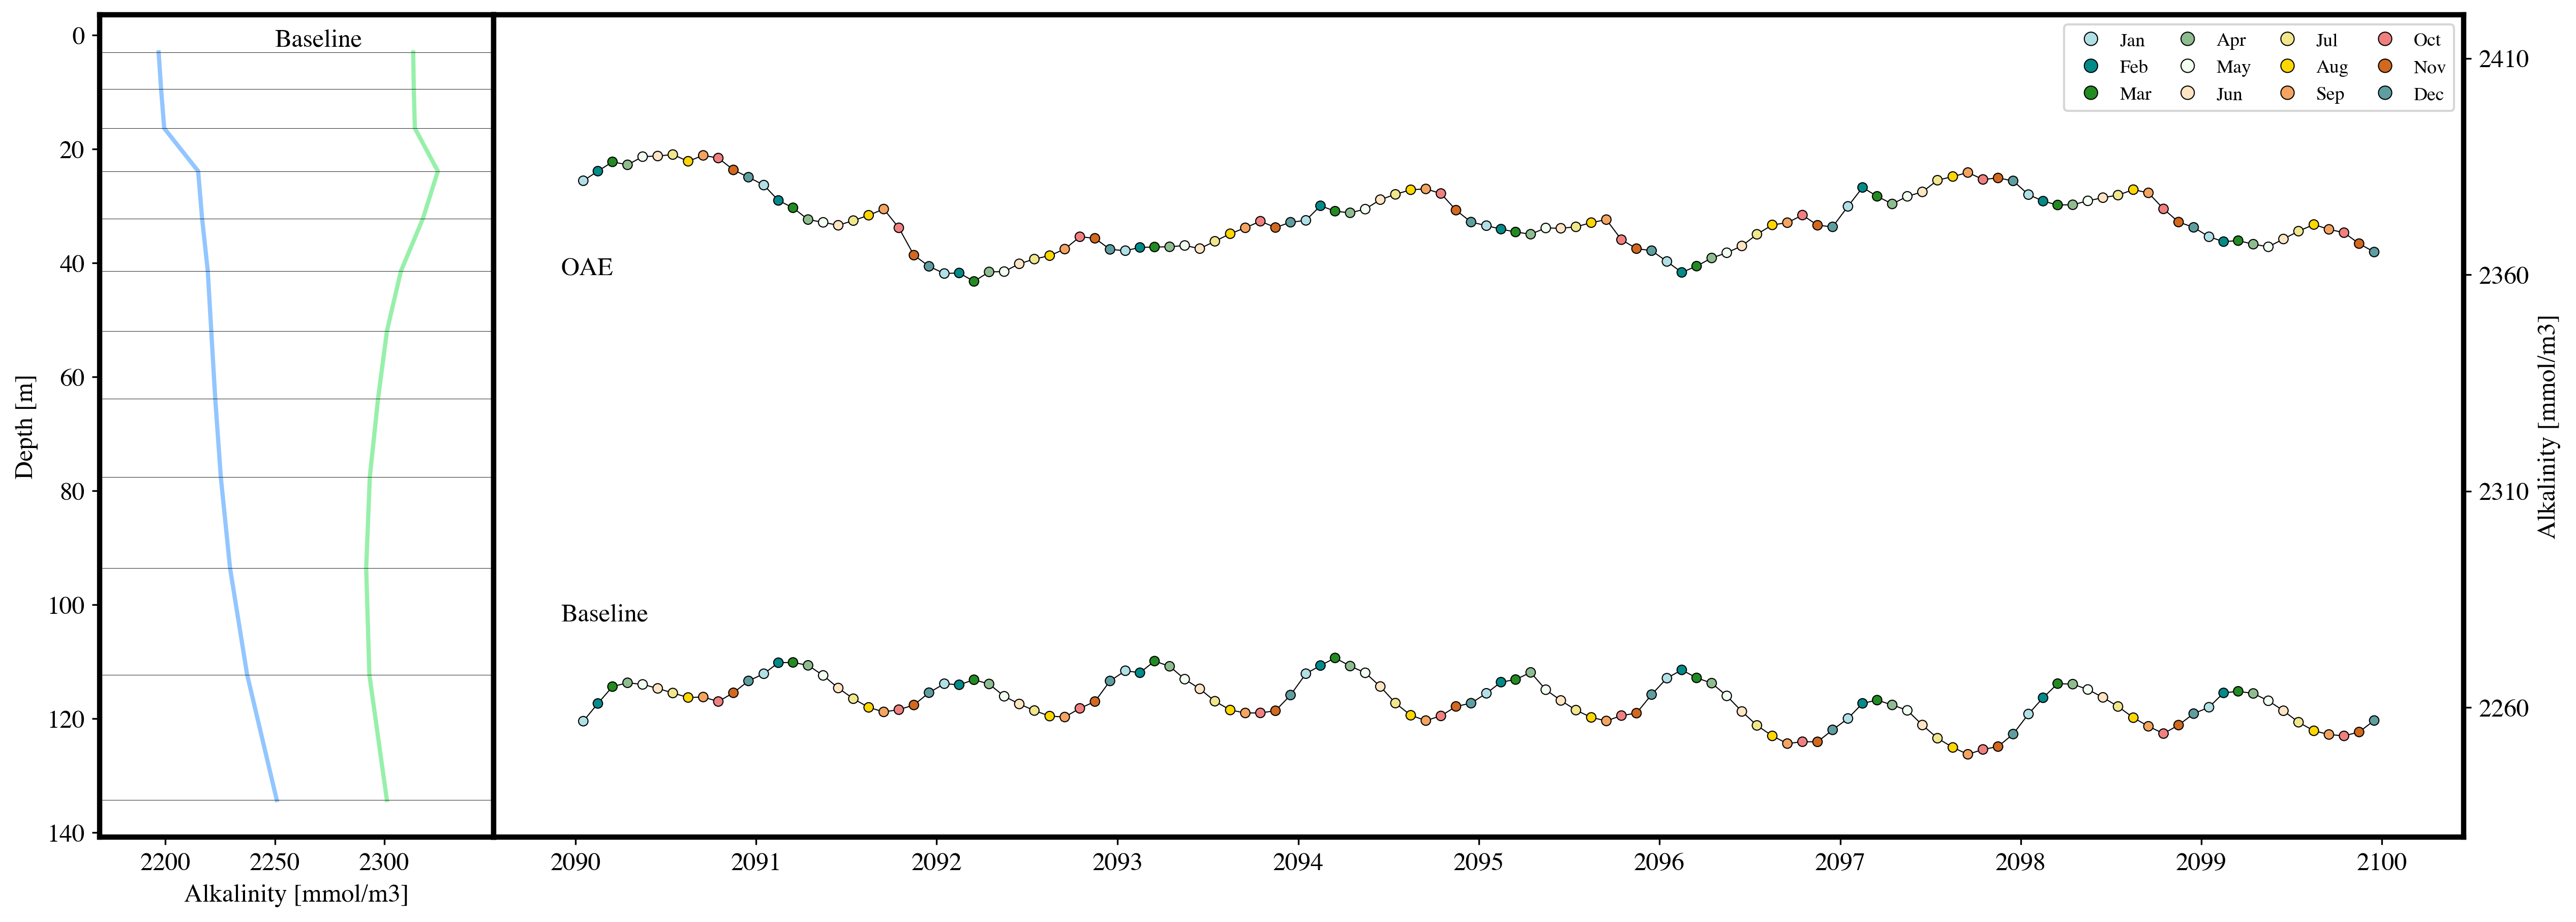 Baseline
0
20
40
60
80
100
120
140
Depth [m]
2200 2250 2300
Alkalinity [mmol/m3]
Jan Apr Jul Oct
Feb May Aug Nov
Mar Jun Sep Dec
OAE
Baseline
2090 2091 2092 2093 2094 2095 2096 2097 2098 2099 2100
2410
2360
2310
2260
Alkalinity [mmol/m3]